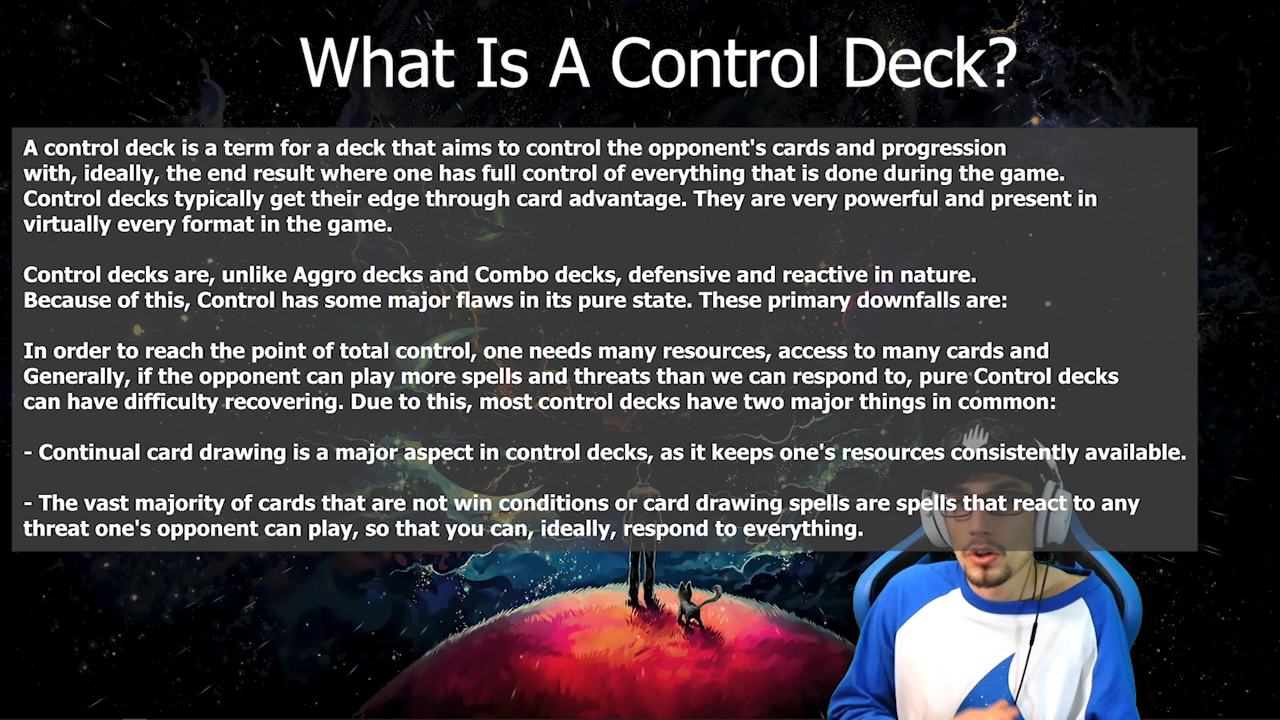 What Is A Control Deck?
A control deck is a term for a deck that aims to control the opponent's cards and progression
with, ideally, the end result where one has full control of everything that is done during the game.
Control decks typically get their edge through card advantage. They are very powerful and present in
virtually every format in the game.
Control decks are, unlike Aggro decks and Combo decks, defensive and reactive in nature.
Because of this, Control has some major flaws in its pure state. These primary downfalls are:
In order to reach the point of total control, one needs many resources, access to many cards and
Generally, if the opponent can play more spells and threats than we can respond to, pure Control decks
can have difficulty recovering. Due to this, most control decks have two major things in common:
- Continual card drawing is a major aspect in control decks, as it keeps one's resources consistently available.
- The vast majority of cards that are not win conditions or card drawing spells are spells that react to any
threat one's opponent can play, so that you can, ideally, respond to everything.